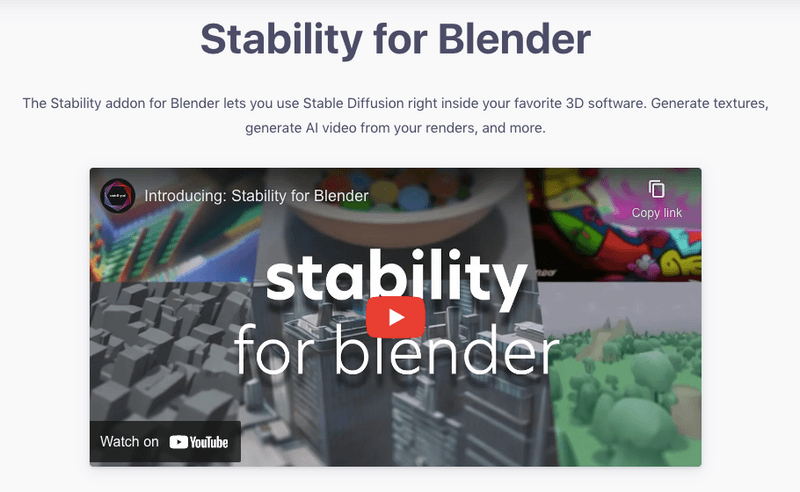 Stability for Blender
The Stability addon for Blender lets you use Stable Diffusion right inside your favorite 3D software. Generate textures,
generate AI video from your renders, and more.
Introducing: Stability for Blender
Copy link
stability
for blender
Watch on YouTube